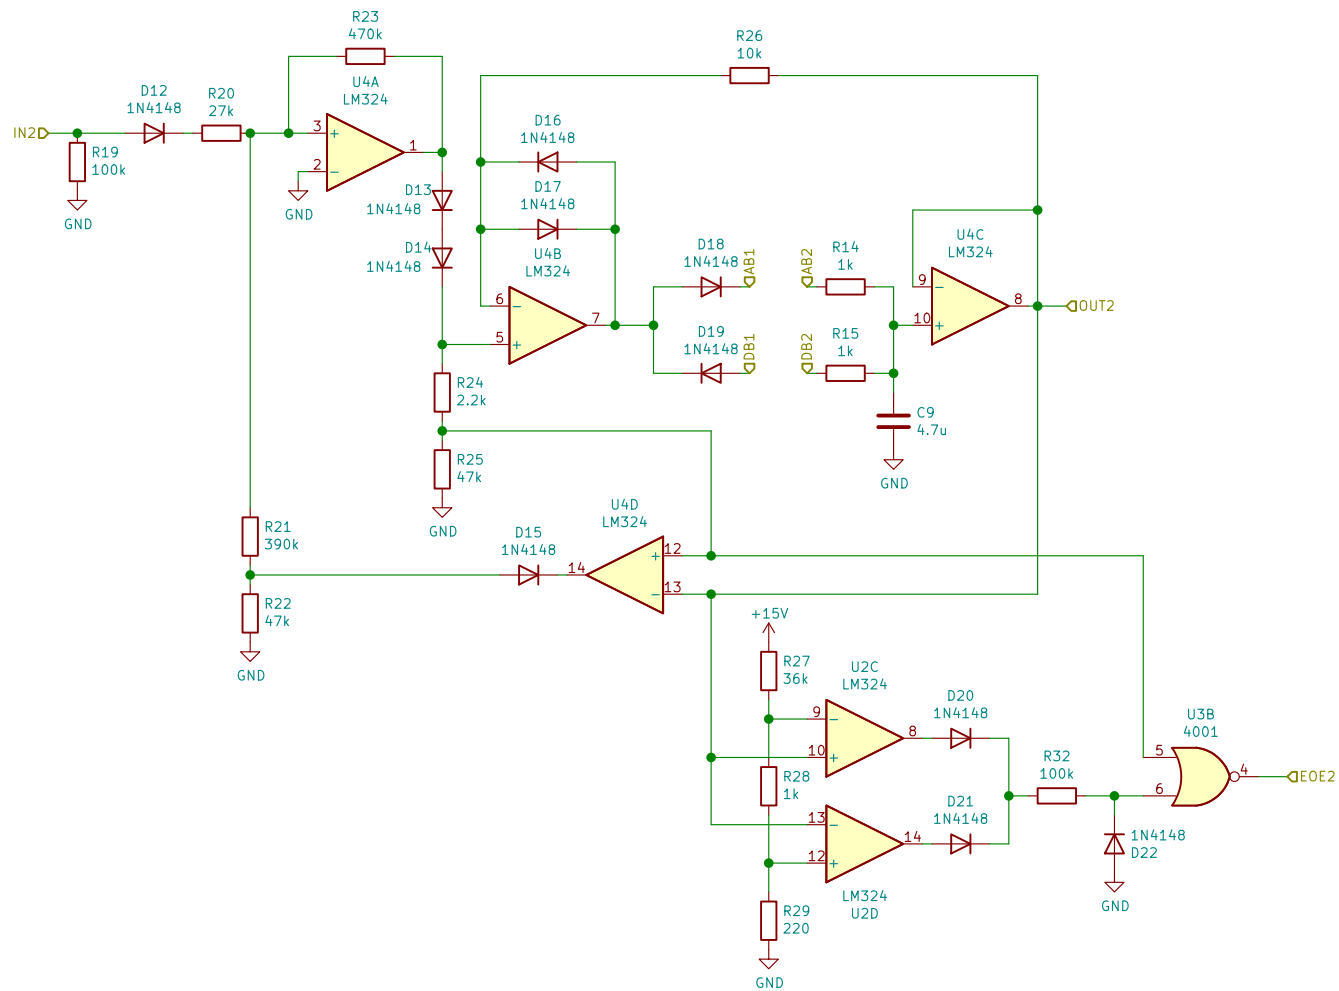 R23
470k
R26
10k
U4A
LM324
D12
1N4148
R20
27k
IN2
3
+
1
2
−
R19
100k
GND
GND
D16
1N4148
D13
1N4148
D17
1N4148
D14
1N4148
U4B
LM324
6
−
7
5
+
D18
1N4148
AB1
AB2
R14
1k
U4C
LM324
9
−
8
10
+
OUT2
D19
1N4148
DB1
DB2
R15
1k
R24
2.2k
C9
4.7u
GND
R25
47k
GND
U4D
LM324
R21
390k
D15
1N4148
14
12
+
13
−
R22
47k
GND
+15V
R27
36k
U2C
LM324
9
−
8
10
+
D20
1N4148
U3B
4001
5
4
6
EOE2
R28
1k
R32
100k
D21
1N4148
13
−
14
12
+
1N4148
D22
GND
LM324
U2D
R29
220
GND